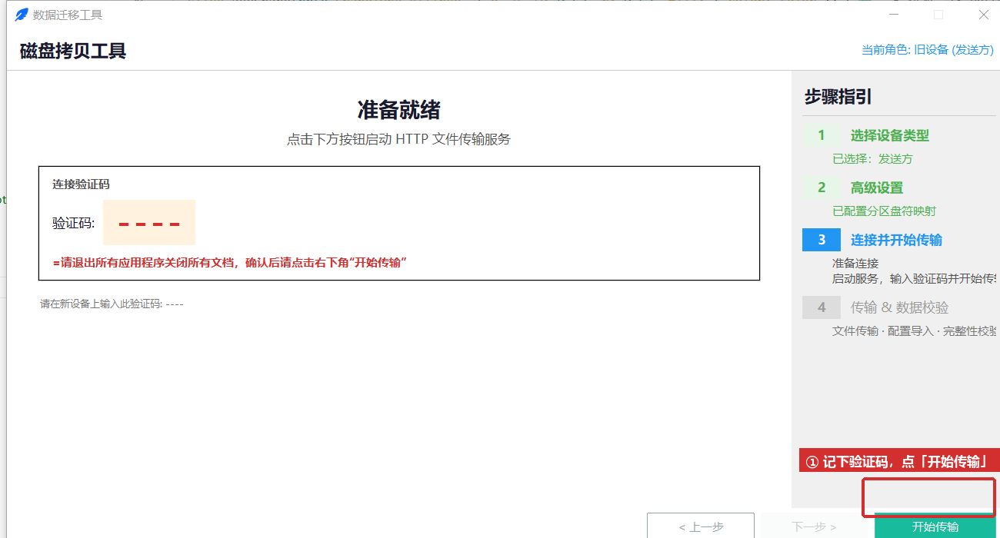 数据迁移工具
磁盘拷贝工具
当前角色: 旧设备 (发送方)
准备就绪
点击下方按钮启动 HTTP 文件传输服务
连接验证码
验证码:
----
=请退出所有应用程序关闭所有文档，确认后请点击右下角“开始传输”
请在新设备上输入此验证码: ----
步骤指引
1 选择设备类型
已选择：发送方
2 高级设置
已配置分区盘符映射
3 连接并开始传输
准备连接
启动服务，输入验证码并开始传
4 传输 & 数据校验
文件传输 · 配置导入 · 完整性校验
① 记下验证码，点「开始传输」
< 上一步
下一步 >
开始传输